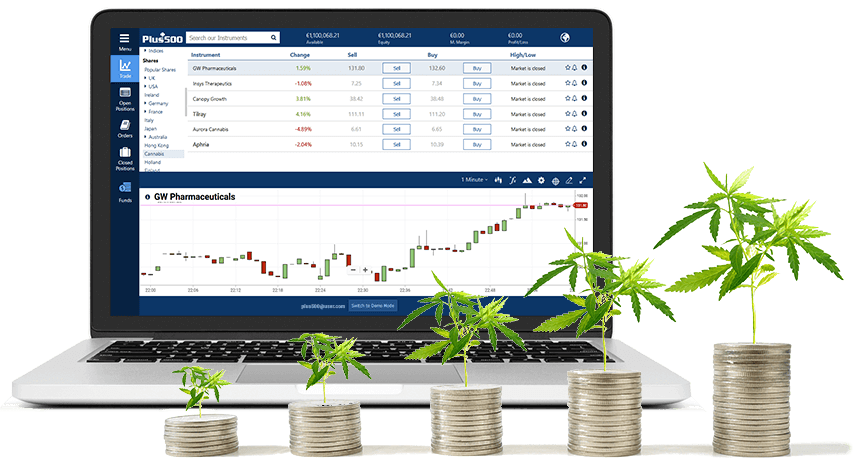 Menu
Plus500
Search our Instruments
€1,100,068.21
Available
€1,100,068.21
Equity
€0.00
M. Margin
€0.00
Profit/Loss
Trade
Open
Positions
Orders
Closed
Positions
Funds
Indices
Shares
Popular Shares
UK
USA
Ireland
Germany
France
Italy
Japan
Australia
Hong Kong
Cannabis
Holland
Finland
Instrument Change Sell Buy High/Low
GW Pharmaceuticals 1.59% 131.80 Sell 132.60 Buy Market is closed
Insys Therapeutics -1.08% 7.25 Sell 7.34 Buy Market is closed
Canopy Growth 3.81% 38.42 Sell 38.48 Buy Market is closed
Tilray 4.16% 111.11 Sell 111.20 Buy Market is closed
Aurora Cannabis -4.89% 6.61 Sell 6.65 Buy Market is closed
Aphria -2.04% 10.15 Sell Buy Market is closed
1 Minute
GW Pharmaceuticals
22:00 22:06 22:12 22:18 22:24 22:30 22:36 22:42 22:48
plus500@user.com Switch to Demo Mode